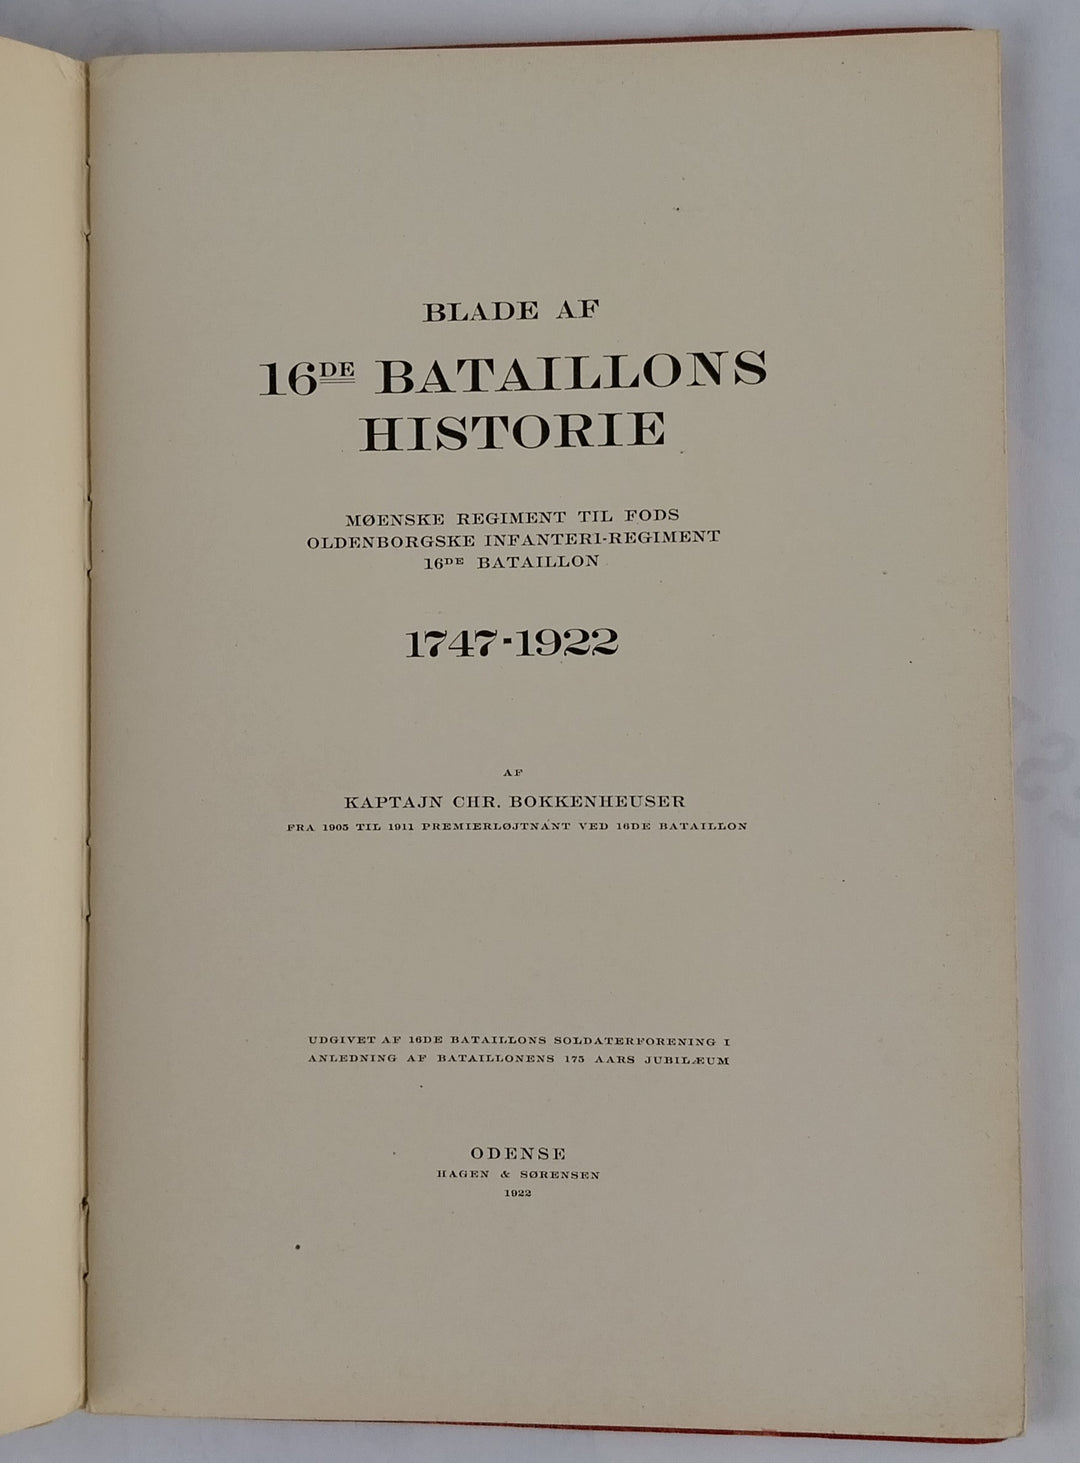 BLADE AF
16DE BATAILLONS
HISTORIE
MØENSKE REGIMENT TIL FODS
OLDENBORGSKE INFANTERI-REGIMENT
16DE BATAILLON
1747-1922
AF
KAPTAJN CHR. BOKKENHEUSER
FRA 1905 TIL 1911 PREMIERLØJTNANT VED 16DE BATAILLON
UDGIVET AF 16DE BATAILLONS SOLDATERFORENING I
ANLEDNING AF BATAILLONENS 175 AARS JUBILÆUM
ODENSE
HAGEN & SØRENSEN
1922